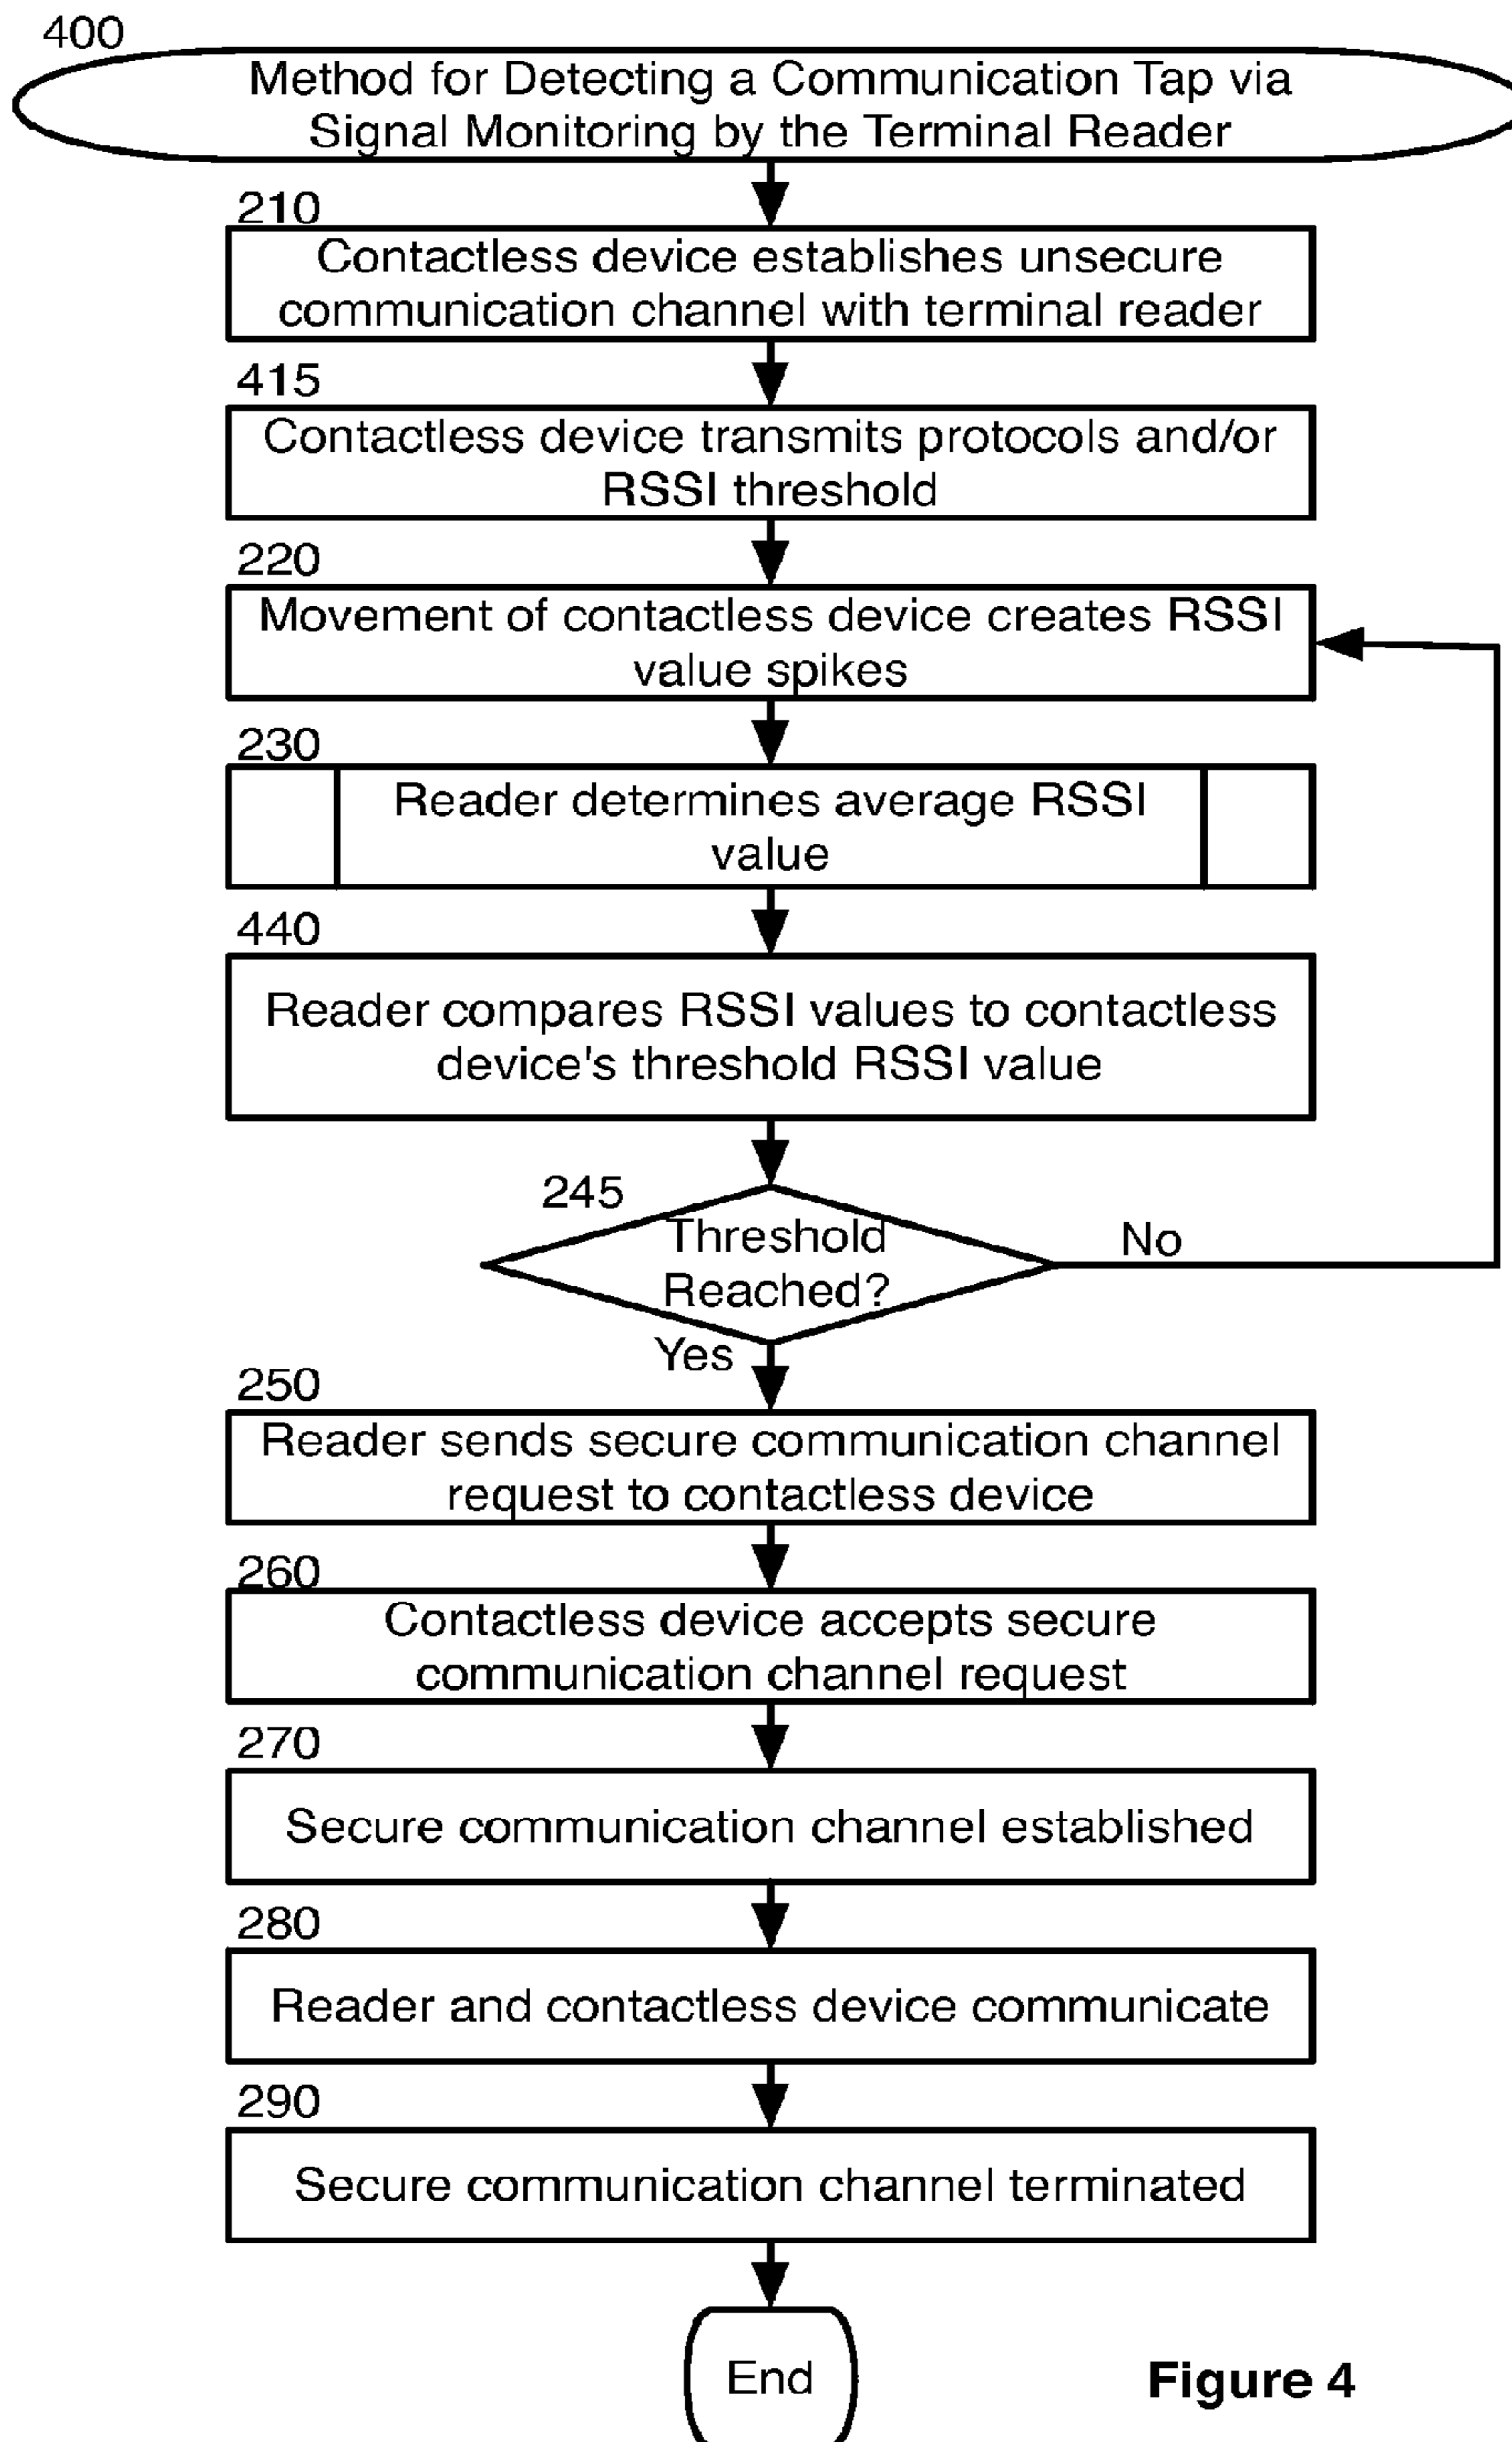 400
Method for Detecting a Communication Tap via
Signal Monitoring by the Terminal Reader
210
Contactless device establishes unsecure
communication channel with terminal reader
415
Contactless device transmits protocols and/or
RSSI threshold
220
Movement of contactless device creates RSSI
value spikes
230
Reader determines average RSSI
value
440
Reader compares RSSI values to contactless
device's threshold RSSI value
245
Threshold
Reached?
No
Yes
250
Reader sends secure communication channel
request to contactless device
260
Contactless device accepts secure
communication channel request
270
Secure communication channel established
280
Reader and contactless device communicate
290
Secure communication channel terminated
End
Figure 4